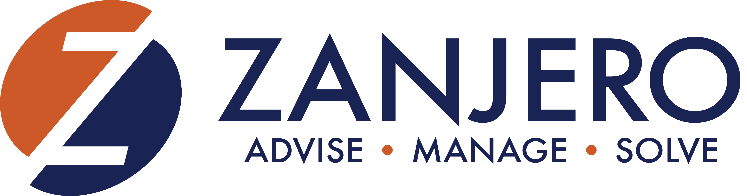 Z
ZANJERO
ADVISE • MANAGE • SOLVE